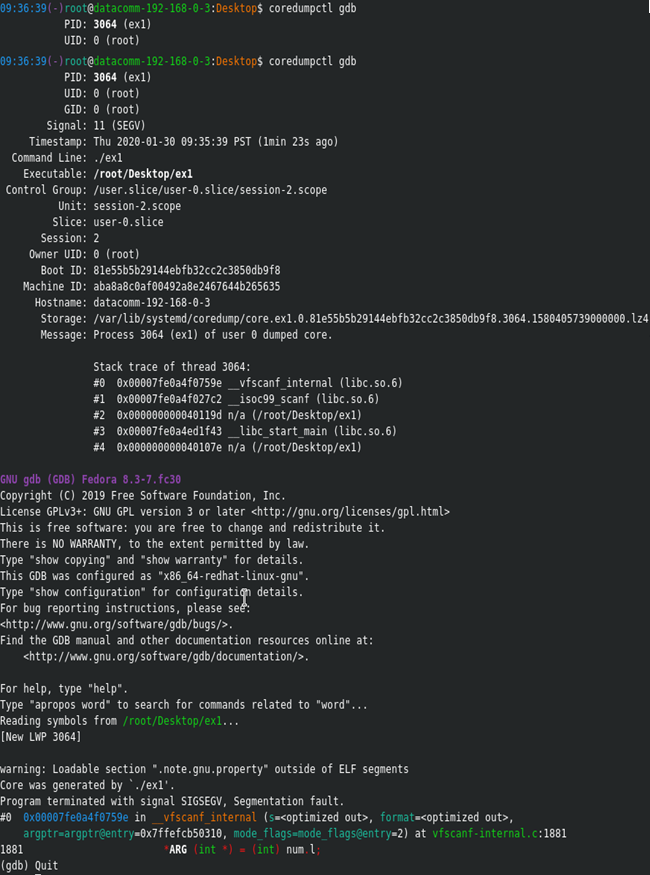 09:36:39(-)root@datacomm-192-168-0-3:Desktop$ coredumpctl gdb
PID: 3064 (ex1)
UID: 0 (root)
09:36:39(-)root@datacomm-192-168-0-3:Desktop$ coredumpctl gdb
PID: 3064 (ex1)
UID: 0 (root)
GID: 0 (root)
Signal: 11 (SEGV)
Timestamp: Thu 2020-01-30 09:35:39 PST (1min 23s ago)
Command Line: ./ex1
Executable: /root/Desktop/ex1
Control Group: /user.slice/user-0.slice/session-2.scope
Unit: session-2.scope
Slice: user-0.slice
Session: 2
Owner UID: 0 (root)
Boot ID: 81e55b5b29144ebfb32cc2c3850db9f8
Machine ID: aba8a8c0af00492a8e2467644b265635
Hostname: datacomm-192-168-0-3
Storage: /var/lib/systemd/coredump/core.ex1.0.81e55b5b29144ebfb32cc2c3850db9f8.3064.1580405739000000.lz4
Message: Process 3064 (ex1) of user 0 dumped core.
Stack trace of thread 3064:
#0  0x00007fe0a4f0759e __vfscanf_internal (libc.so.6)
#1  0x00007fe0a4f027c2 __isoc99_scanf (libc.so.6)
#2  0x000000000040119d n/a (/root/Desktop/ex1)
#3  0x00007fe0a4ed1f43 __libc_start_main (libc.so.6)
#4  0x000000000040107e n/a (/root/Desktop/ex1)
GNU gdb (GDB) Fedora 8.3-7.fc30
Copyright (C) 2019 Free Software Foundation, Inc.
License GPLv3+: GNU GPL version 3 or later <http://gnu.org/licenses/gpl.html>
This is free software: you are free to change and redistribute it.
There is NO WARRANTY, to the extent permitted by law.
Type "show copying" and "show warranty" for details.
This GDB was configured as "x86_64-redhat-linux-gnu".
Type "show configuration" for configuration details.
For bug reporting instructions, please see:
<http://www.gnu.org/software/gdb/bugs/>.
Find the GDB manual and other documentation resources online at:
<http://www.gnu.org/software/gdb/documentation/>.
For help, type "help".
Type "apropos word" to search for commands related to "word"...
Reading symbols from /root/Desktop/ex1...
[New LWP 3064]
warning: Loadable section ".note.gnu.property" outside of ELF segments
Core was generated by `./ex1'.
Program terminated with signal SIGSEGV, Segmentation fault.
#0  0x00007fe0a4f0759e in __vfscanf_internal (s=<optimized out>, format=<optimized out>,
argptr=argptr@entry=0x7ffefcb50310, mode_flags=mode_flags@entry=2) at vfscanf-internal.c:1881
1881 *ARG (int *) = (int) num.l;
(gdb) Quit